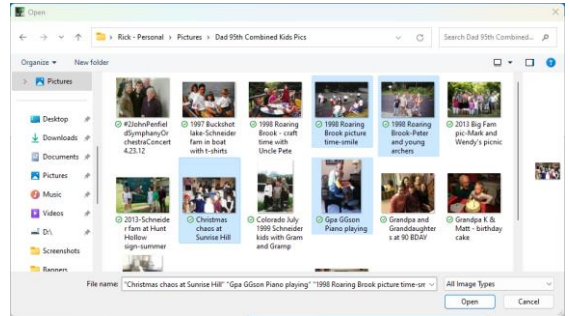 Open
Rick - Personal > Pictures > Dad 95th Combined Kids Pics
Search Dad 95th Combined...
Organize
New folder
Pictures
Desktop
Downloads
Documents
Pictures
Music
Videos
D:\
Screenshots
Banners
#2JohnPenfiel
dSymphanyOr
chestraConcert
4.23.12
1997 Buckshot
lake-Schneider
fam in boat
with t-shirts
1998 Roaring
Brook - craft
time with
Uncle Pete
1998 Roaring
Brook picture
time-smile
1998 Roaring
Brook-Peter
and young
archers
2013 Big Fam
pic-Mark and
Wendy's picnic
2013-Schneide
r fam at Hunt
Hollow
sign-summer
Christmas
chaos at
Sunrise Hill
Colorado July
1999 Schneider
kids with Gram
and Gramp
Gpa GGson
Piano playing
Grandpa and
Granddaughter
s at 90 BDAY
Grandpa K &
Matt - birthday
cake
File name: "Christmas chaos at Sunrise Hill" "Gpa GGson Piano playing" "1998 Roaring Brook picture time-sm
All Image Types
Open
Cancel